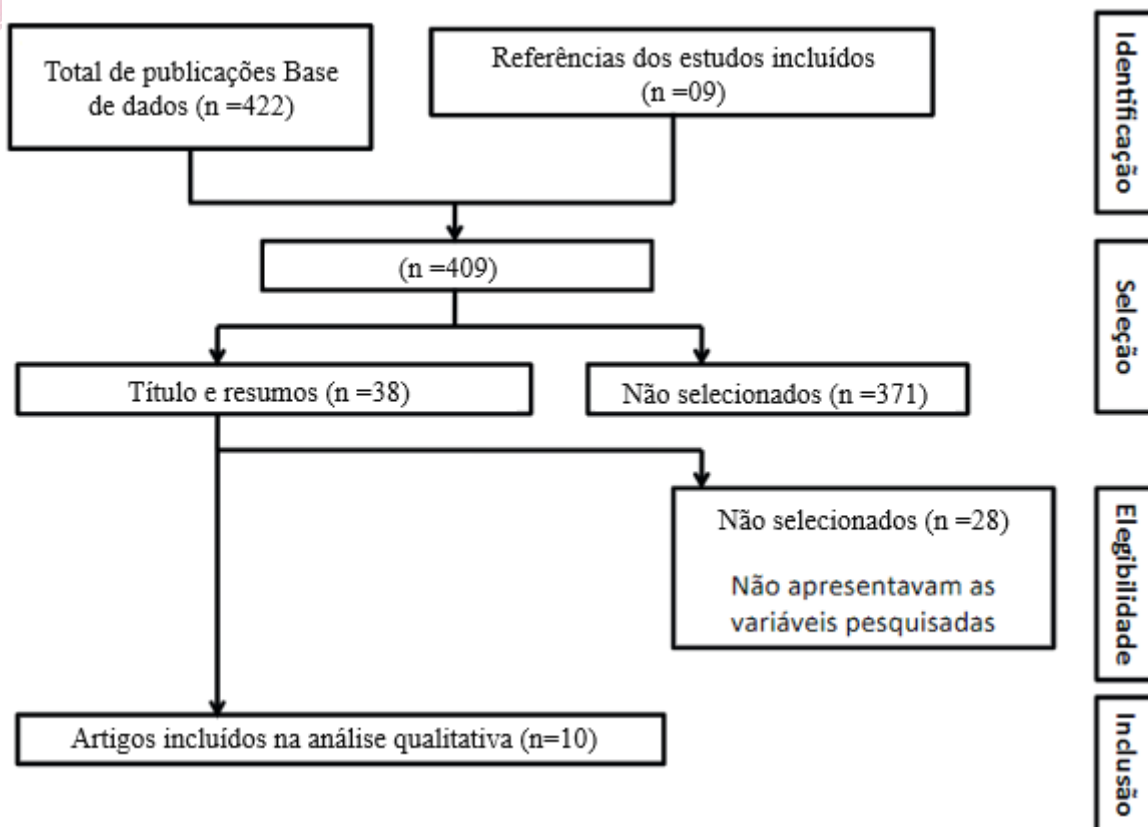 Total de publicações Base
de dados (n =422)
Referências dos estudos incluídos
(n =09)
Identificação
(n =409)
Seleção
Título e resumos (n =38)
Não selecionados (n =371)
Não selecionados (n =28)
Não apresentavam as
variáveis pesquisadas
Elegibilidade
Artigos incluídos na análise qualitativa (n=10)
Inclusão